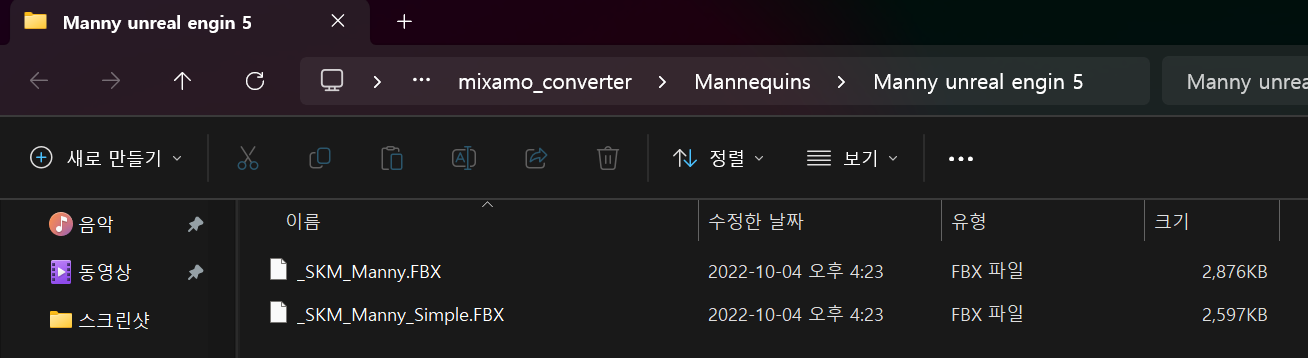 Manny unreal engin 5
mixamo_converter Mannequins Manny unreal engin 5 Manny unrea
새로 만들기 정렬 보기
음악
동영상
스크린샷
이름 수정한 날짜 유형 크기
_SKM_Manny.FBX 2022-10-04 오후 4:23 FBX 파일 2,876KB
_SKM_Manny_Simple.FBX 2022-10-04 오후 4:23 FBX 파일 2,597KB